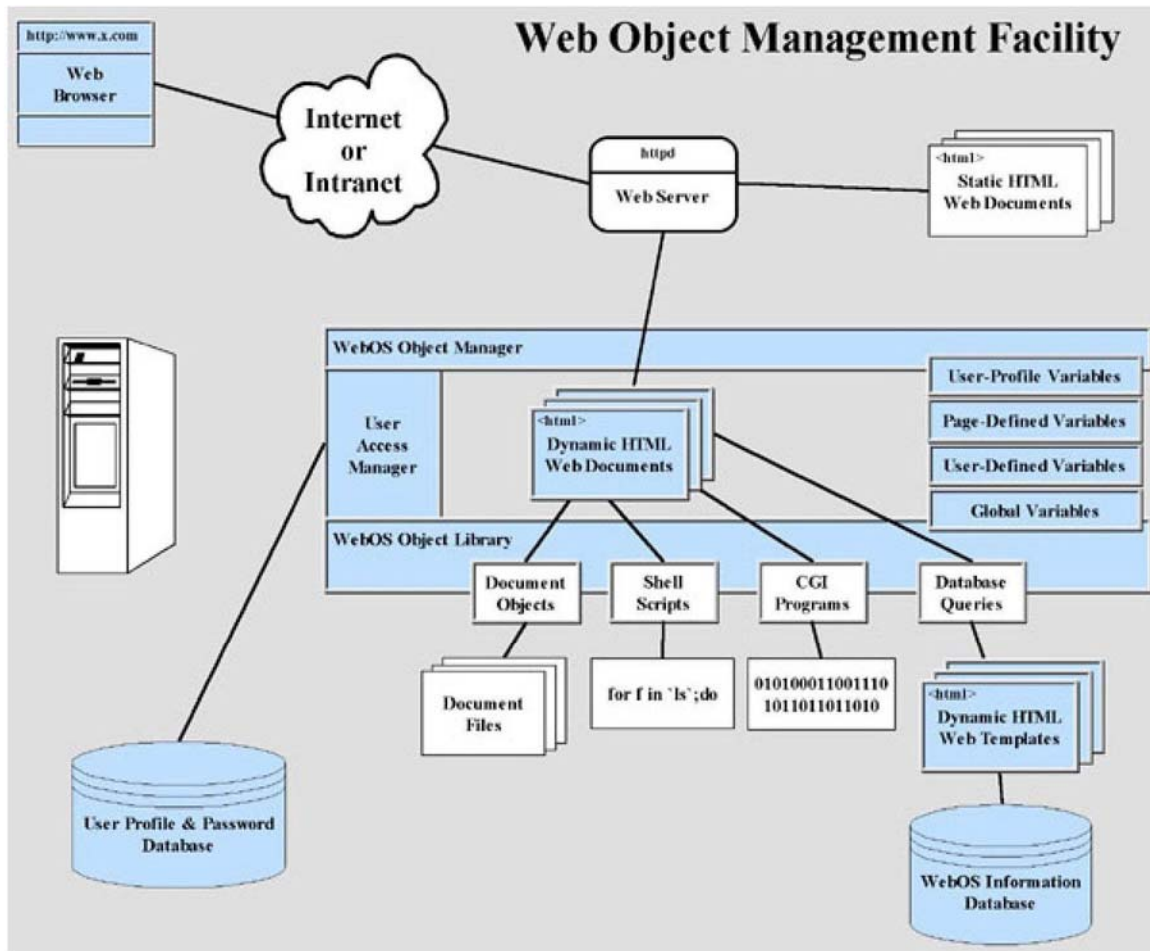 Web Object Management Facility
http://www.x.com
Web
Browser
Internet
or
Intranet
httpd
Web Server
<html>
Static HTML
Web Documents
WebOS Object Manager
User
Access
Manager
<html>
Dynamic HTML
Web Documents
User-Profile Variables
Page-Defined Variables
User-Defined Variables
Global Variables
WebOS Object Library
Document
Objects
Shell
Scripts
CGI
Programs
Database
Queries
Document
Files
for f in `ls`;do
010100011001110
1011011011010
<html>
Dynamic HTML
Web Templates
User Profile & Password
Database
WebOS Information
Database